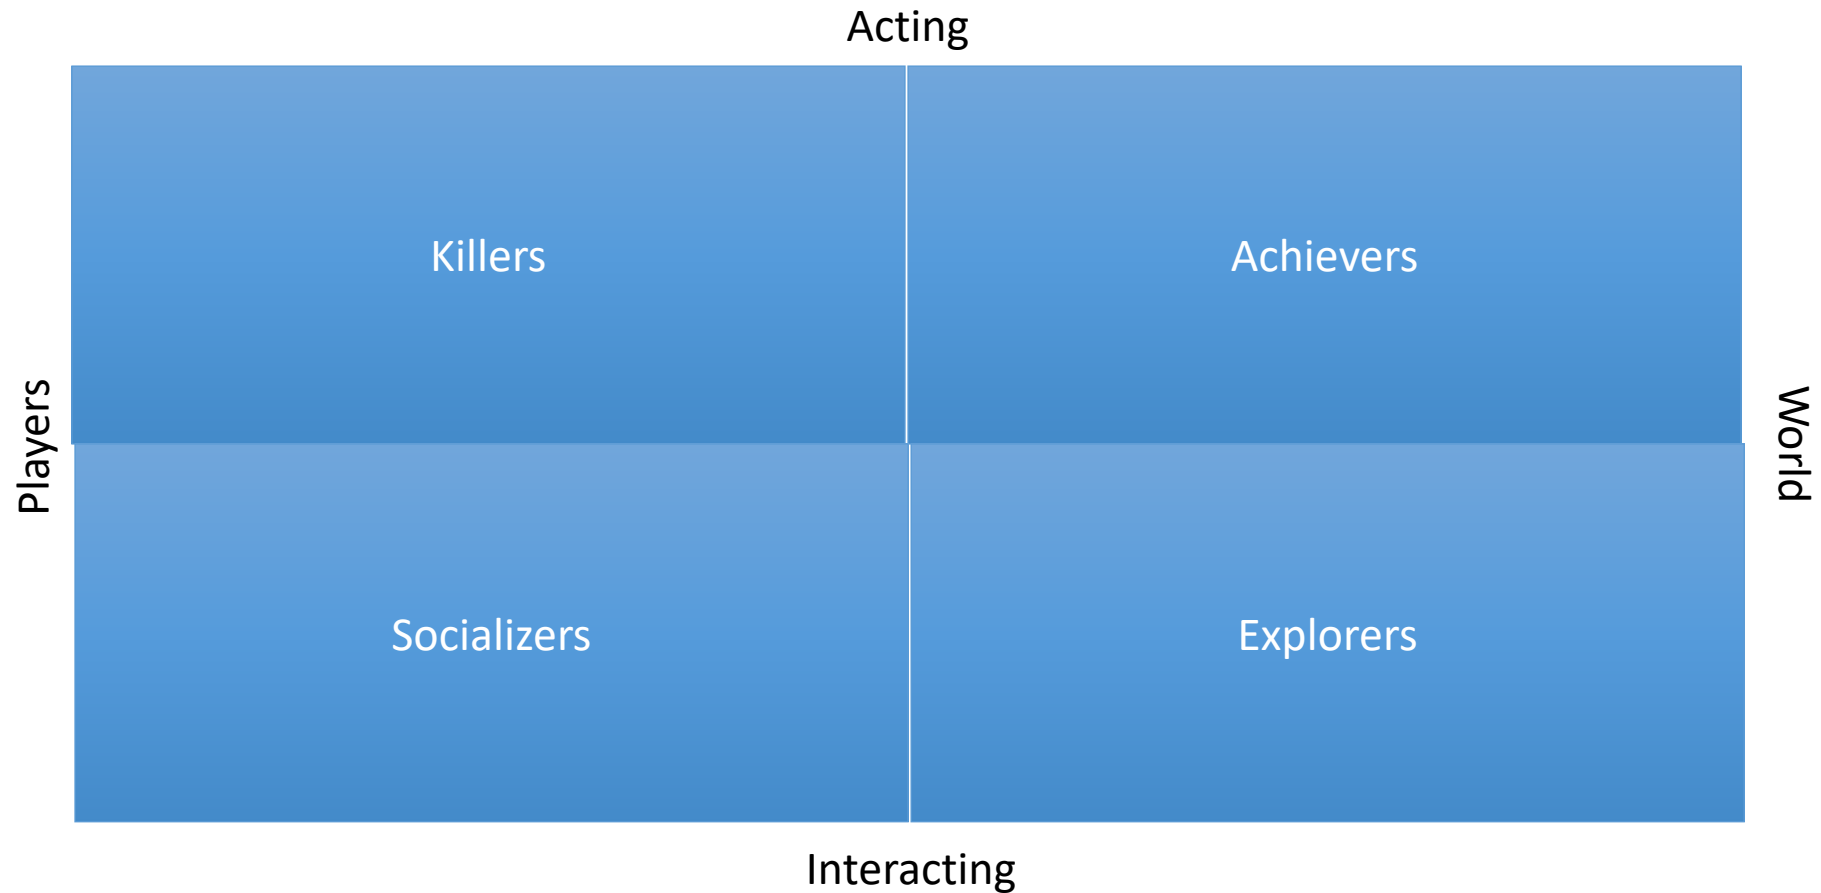 Acting
Killers
Achievers
Players
World
Socializers
Explorers
Interacting